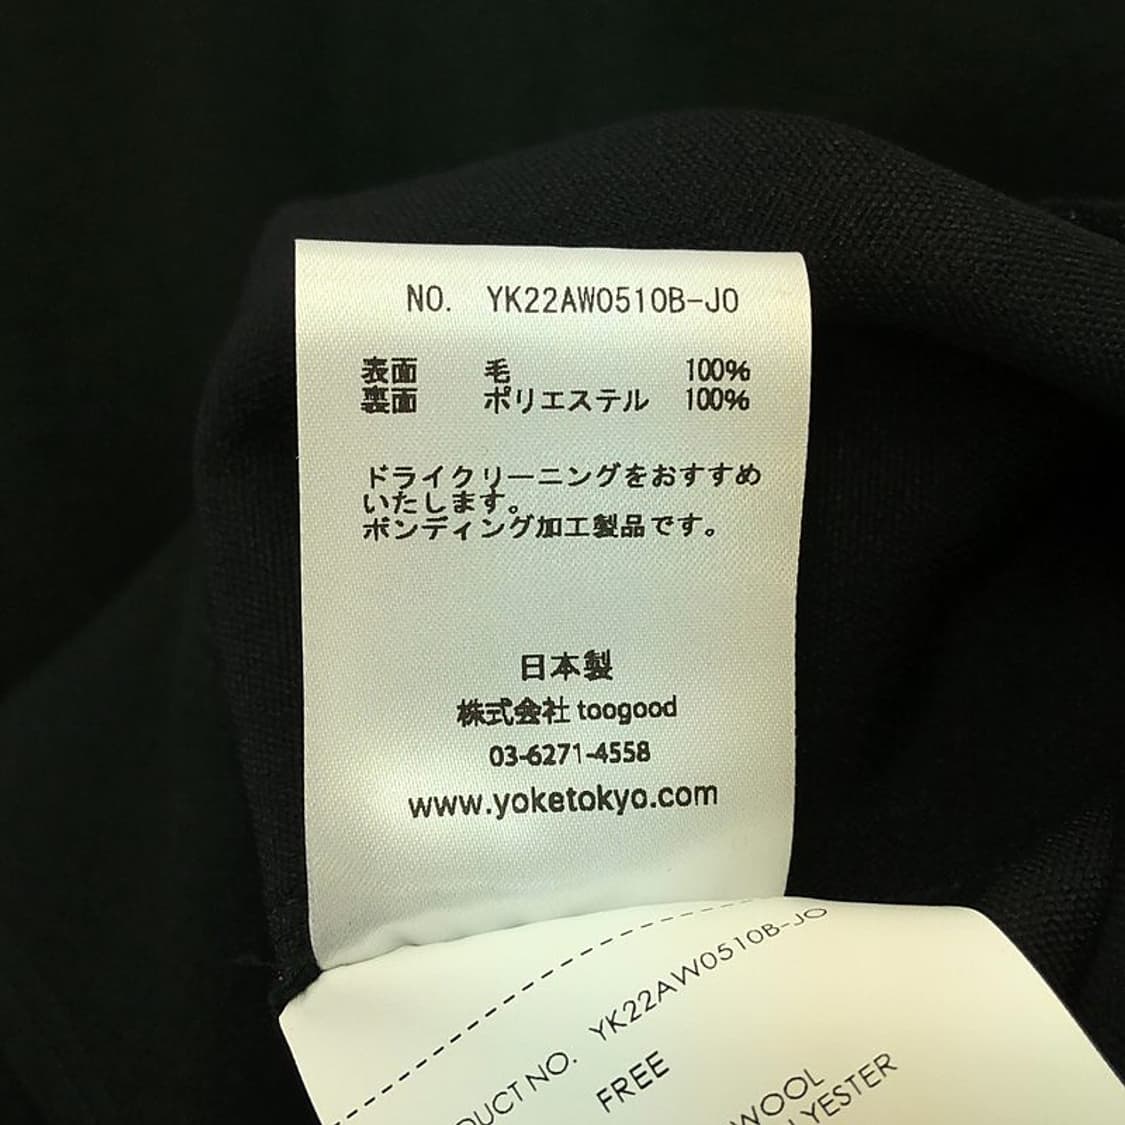 NO. YK22AW0510B-JO
表面 毛 100%
裏面 ポリエステル 100%
ドライクリーニングをおすすめ
いたします。
ボンディング加工製品です。
日本製
株式会社 toogood
03-6271-4558
www.yoketokyo.com
DUCT NO. YK22AW0510B-JO
FREE
WOOL
LYESTER